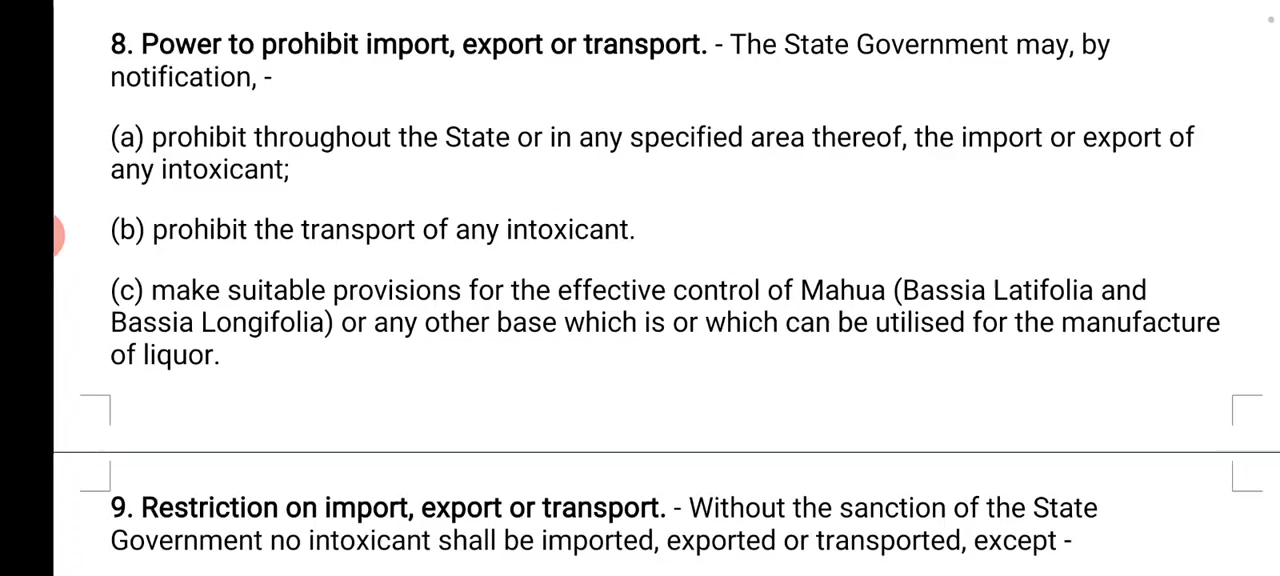 8. Power to prohibit import, export or transport. - The State Government may, by
notification, -
(a) prohibit throughout the State or in any specified area thereof, the import or export of
any intoxicant;
(b) prohibit the transport of any intoxicant.
(c) make suitable provisions for the effective control of Mahua (Bassia Latifolia and
Bassia Longifolia) or any other base which is or which can be utilised for the manufacture
of liquor.
9. Restriction on import, export or transport. - Without the sanction of the State
Government no intoxicant shall be imported, exported or transported, except -